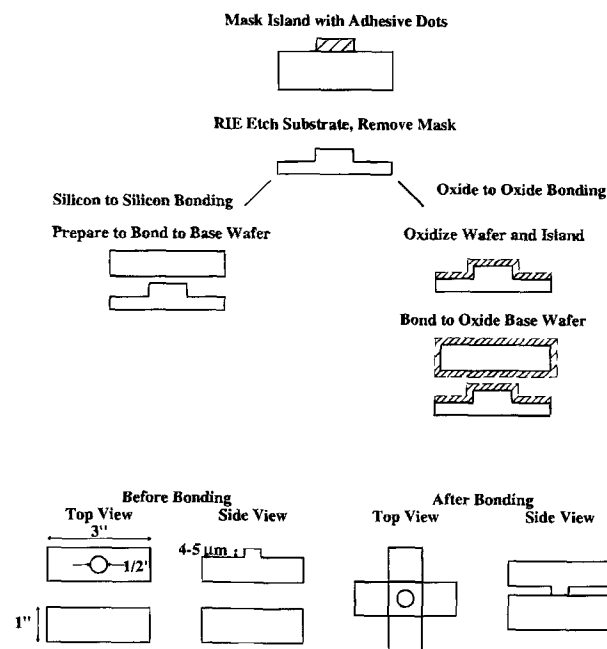 Mask Island with Adhesive Dots
RIE Etch Substrate, Remove Mask
Silicon to Silicon Bonding
Oxide to Oxide Bonding
Prepare to Bond to Base Wafer
Oxidize Wafer and Island
Bond to Oxide Base Wafer
Before Bonding
After Bonding
Top View
Side View
Top View
Side View
3"
4-5 µm
1/2"
1"